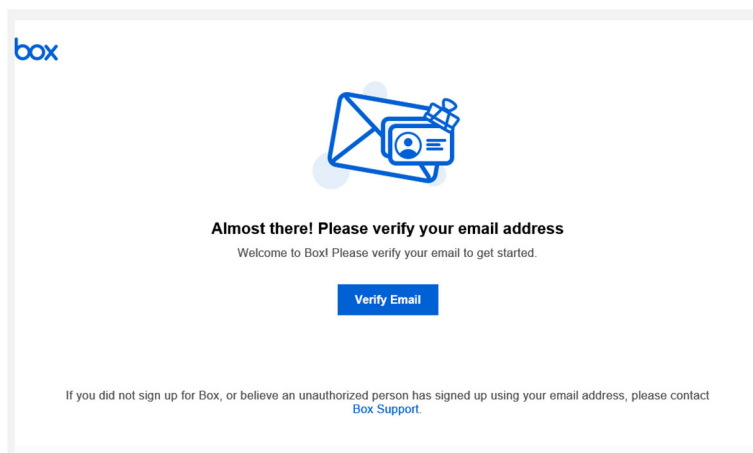 box
Almost there! Please verify your email address
Welcome to Box! Please verify your email to get started.
Verify Email
If you did not sign up for Box, or believe an unauthorized person has signed up using your email address, please contact
Box Support.